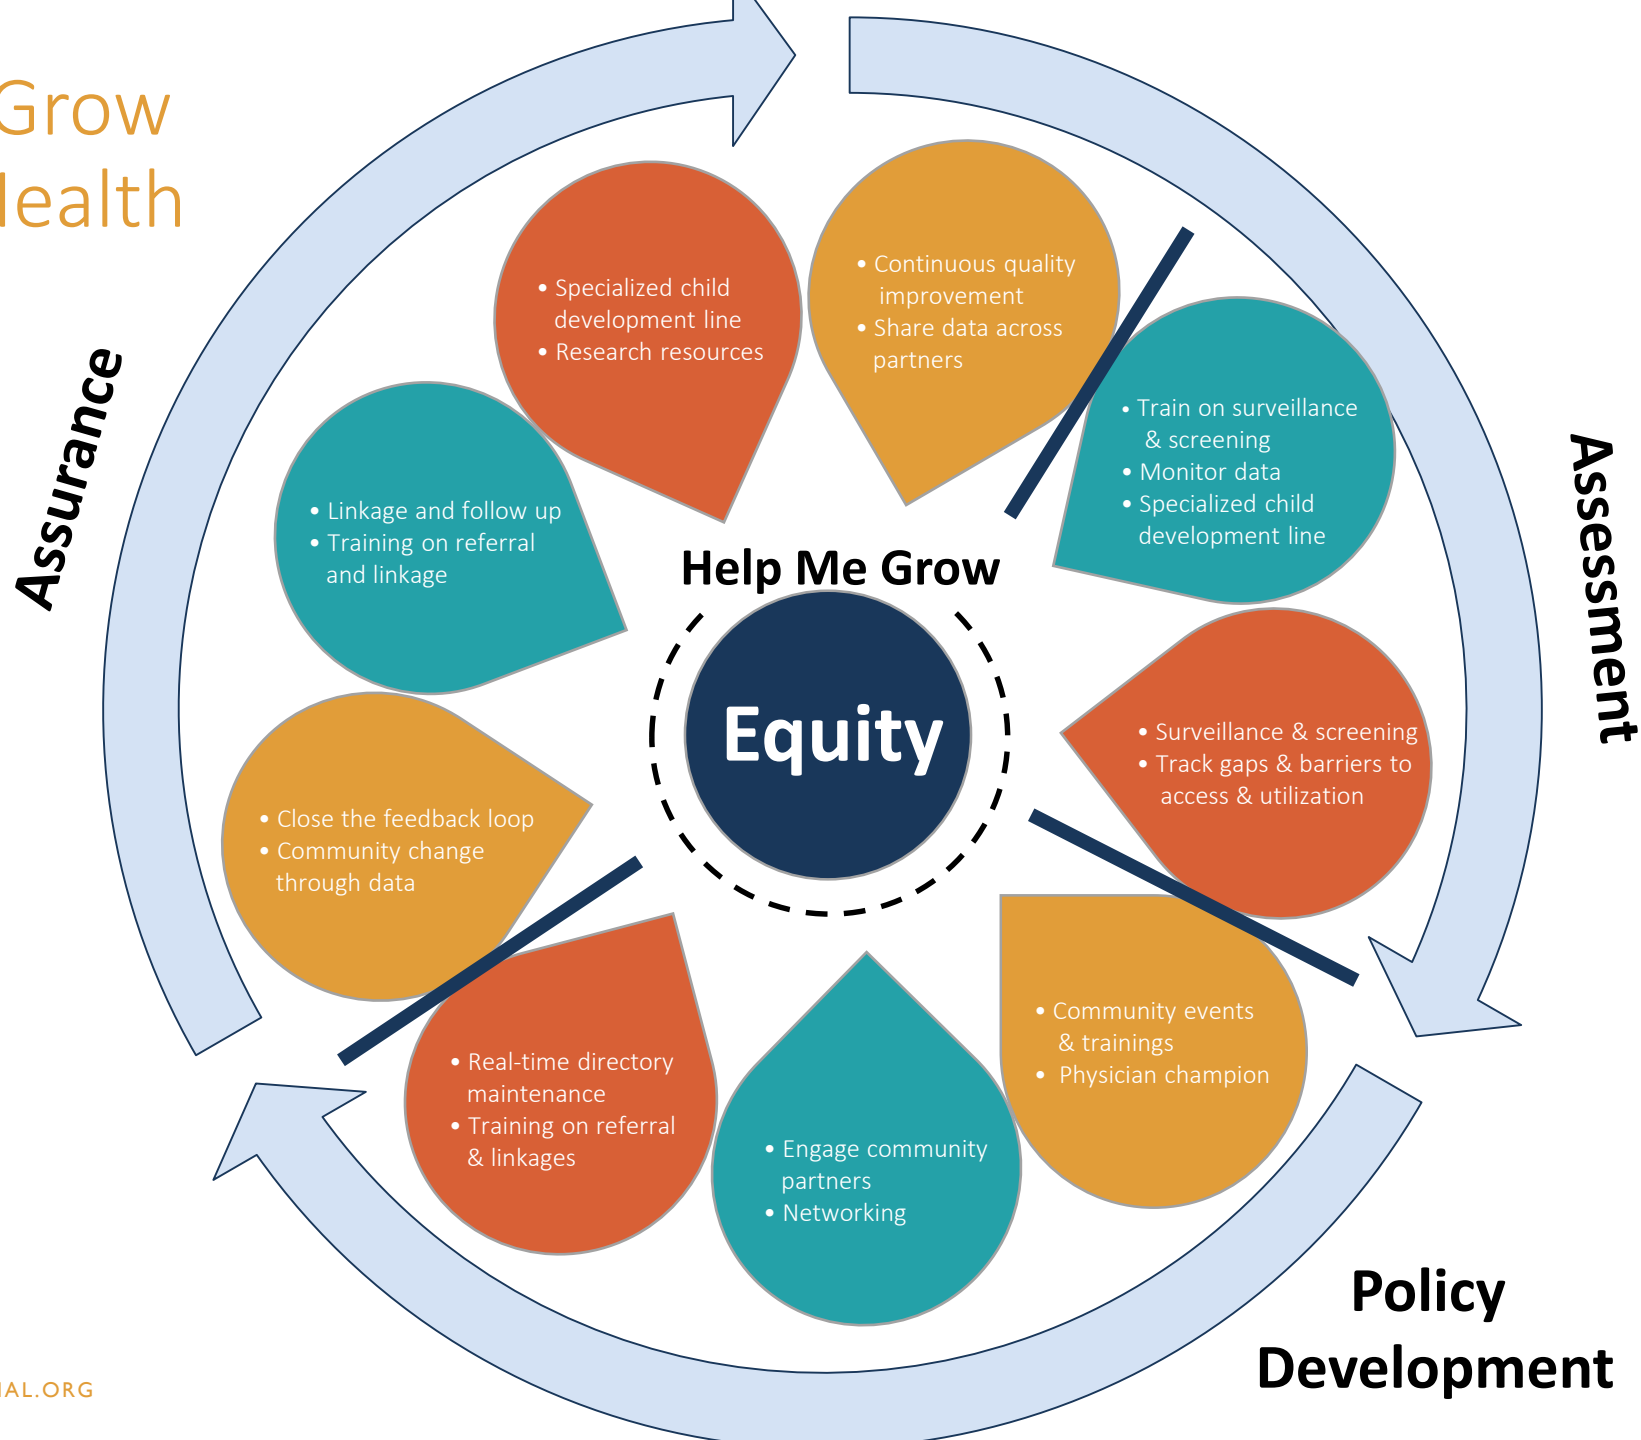 Grow
Health
• Specialized child
development line
• Research resources
• Continuous quality
improvement
• Share data across
partners
• Train on surveillance
& screening
• Monitor data
• Specialized child
development line
• Surveillance & screening
• Track gaps & barriers to
access & utilization
• Community events
& trainings
• Physician champion
• Engage community
partners
• Networking
• Real-time directory
maintenance
• Training on referral
& linkages
• Close the feedback loop
• Community change
through data
• Linkage and follow up
• Training on referral
and linkage
Help Me Grow
Equity
Assurance
Assessment
Policy
Development